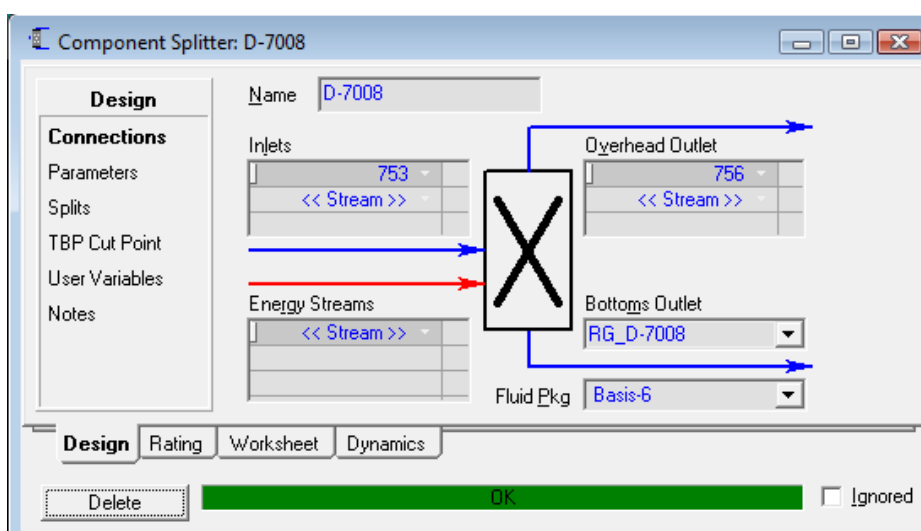 Component Splitter: D-7008
Design
Connections
Parameters
Splits
TBP Cut Point
User Variables
Notes
Name D-7008
Inlets
753
<< Stream >>
Overhead Outlet
756
<< Stream >>
Energy Streams
<< Stream >>
Bottoms Outlet
RG_D-7008
Fluid Pkg Basis-6
Design Rating Worksheet Dynamics
Delete OK Ignored